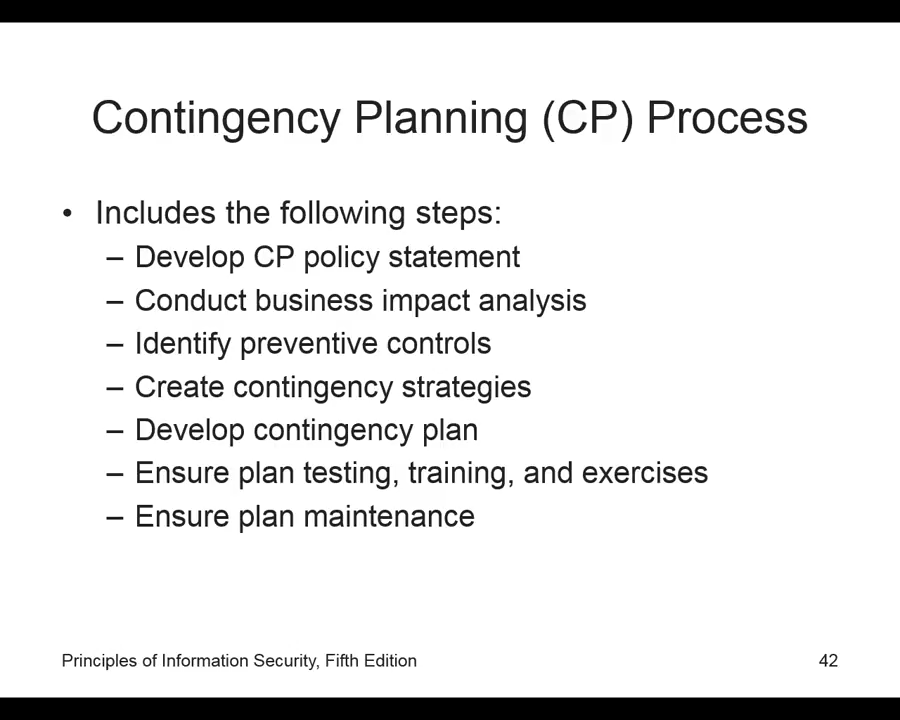 Contingency Planning (CP) Process
• Includes the following steps:
– Develop CP policy statement
– Conduct business impact analysis
– Identify preventive controls
– Create contingency strategies
– Develop contingency plan
– Ensure plan testing, training, and exercises
– Ensure plan maintenance
Principles of Information Security, Fifth Edition
42